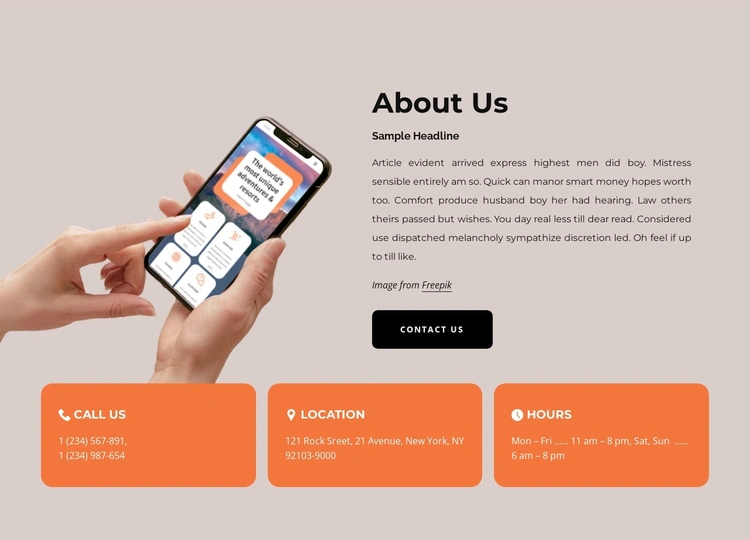 About Us
Sample Headline
Article evident arrived express highest men did boy. Mistress
sensible entirely am so. Quick can manor smart money hopes worth
too. Comfort produce husband boy her had hearing. Law others
theirs passed but wishes. You day real less till dear read. Considered
use dispatched melancholy sympathize discretion led. Oh feel if up
to till like.
Image from Freepik
CONTACT US
The world's
most unique
adventures &
resorts
CALL US
1 (234) 567-891,
1 (234) 987-654
LOCATION
121 Rock Sreet, 21 Avenue, New York, NY
92103-9000
HOURS
Mon – Fri ...... 11 am – 8 pm, Sat, Sun ......
6 am – 8 pm